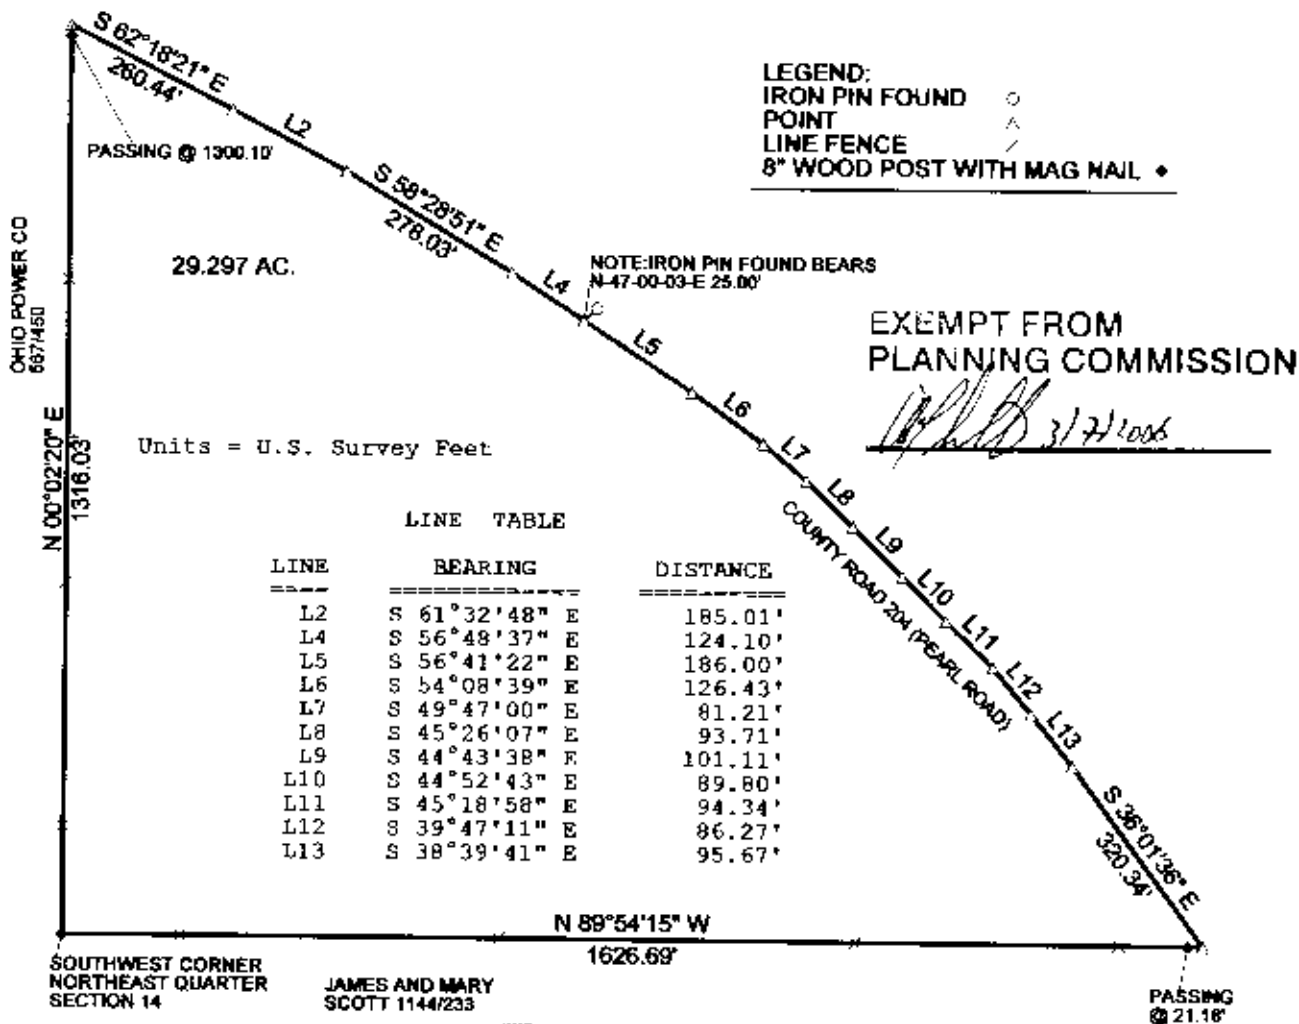 S 62°18'21" E
260.44'
L2
PASSING @ 1300.10'
S 58°28'51" E
278.03'
LEGEND:
IRON PIN FOUND
POINT
LINE FENCE
8" WOOD POST WITH MAG NAIL
OHIO POWER CO
567/450
29.297 AC.
L4
NOTE:IRON PIN FOUND BEARS
N-47-00-03-E 25.00'
L5
EXEMPT FROM
PLANNING COMMISSION
3/7/2006
L6
L7
L8
L9
L10
L11
L12
L13
COUNTY ROAD 204 (PEARL ROAD)
N 00°02'20" E
1316.03'
Units = U.S. Survey Feet
LINE TABLE
LINE BEARING DISTANCE
L2 S 61°32'48" E 185.01'
L4 S 56°48'37" E 124.10'
L5 S 56°41'22" E 186.00'
L6 S 54°08'39" E 126.43'
L7 S 49°47'00" E 81.21'
L8 S 45°26'07" E 93.71'
L9 S 44°43'38" E 101.11'
L10 S 44°52'43" E 89.80'
L11 S 45°18'58" E 94.34'
L12 S 39°47'11" E 86.27'
L13 S 38°39'41" E 95.67'
S 36°01'36" E
320.34'
N 89°54'15" W
1626.69'
SOUTHWEST CORNER
NORTHEAST QUARTER
SECTION 14
JAMES AND MARY
SCOTT 1144/233
PASSING
@ 21.18'